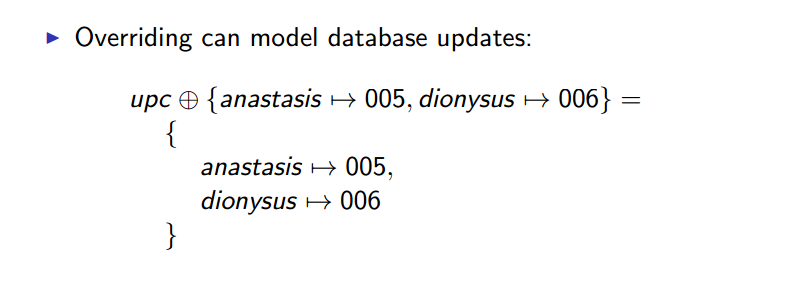 ▶ Overriding can model database updates:
upc ⊕ {anastasis ↦ 005, dionysus ↦ 006} =
{
anastasis ↦ 005,
dionysus ↦ 006
}